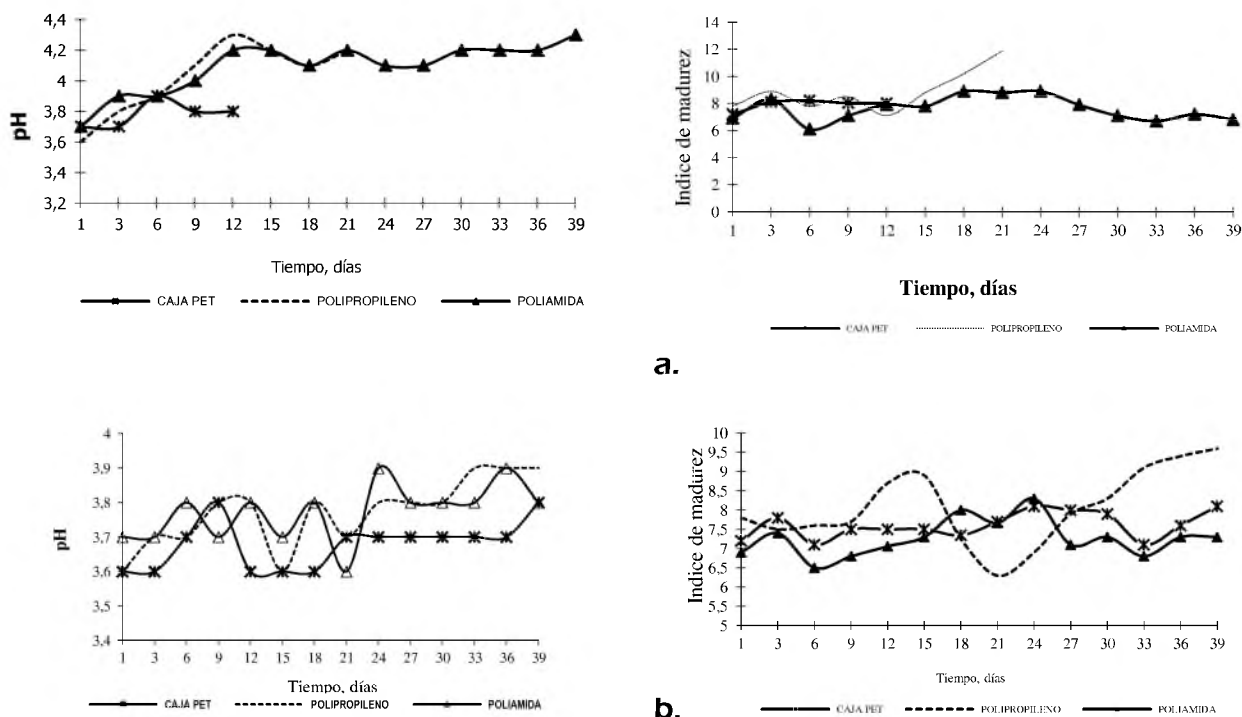 4,4
4,2
4
3,8
3,6
3,4
3,2
pH
1 3 6 9 12 15 18 21 24 27 30 33 36 39
Tiempo, días
CAJA PET POLIPROPILENO POLIAMIDA
14
12
10
8
6
4
2
0
Indice de madurez
1 3 6 9 12 15 18 21 24 27 30 33 36 39
Tiempo, días
CAJA PET POLIPROPILENO POLIAMIDA
a.
4
3,9
3,8
3,7
3,6
3,5
3,4
pH
1 3 6 9 12 15 18 21 24 27 30 33 36 39
Tiempo, días
CAJA PET POLIPROPILENO POLIAMIDA
10
9,5
9
8,5
8
7,5
7
6,5
6
5,5
5
Indice de madurez
1 3 6 9 12 15 18 21 24 27 30 33 36 39
Tiempo, días
CAJA PET POLIPROPILENO POLIAMIDA
b.